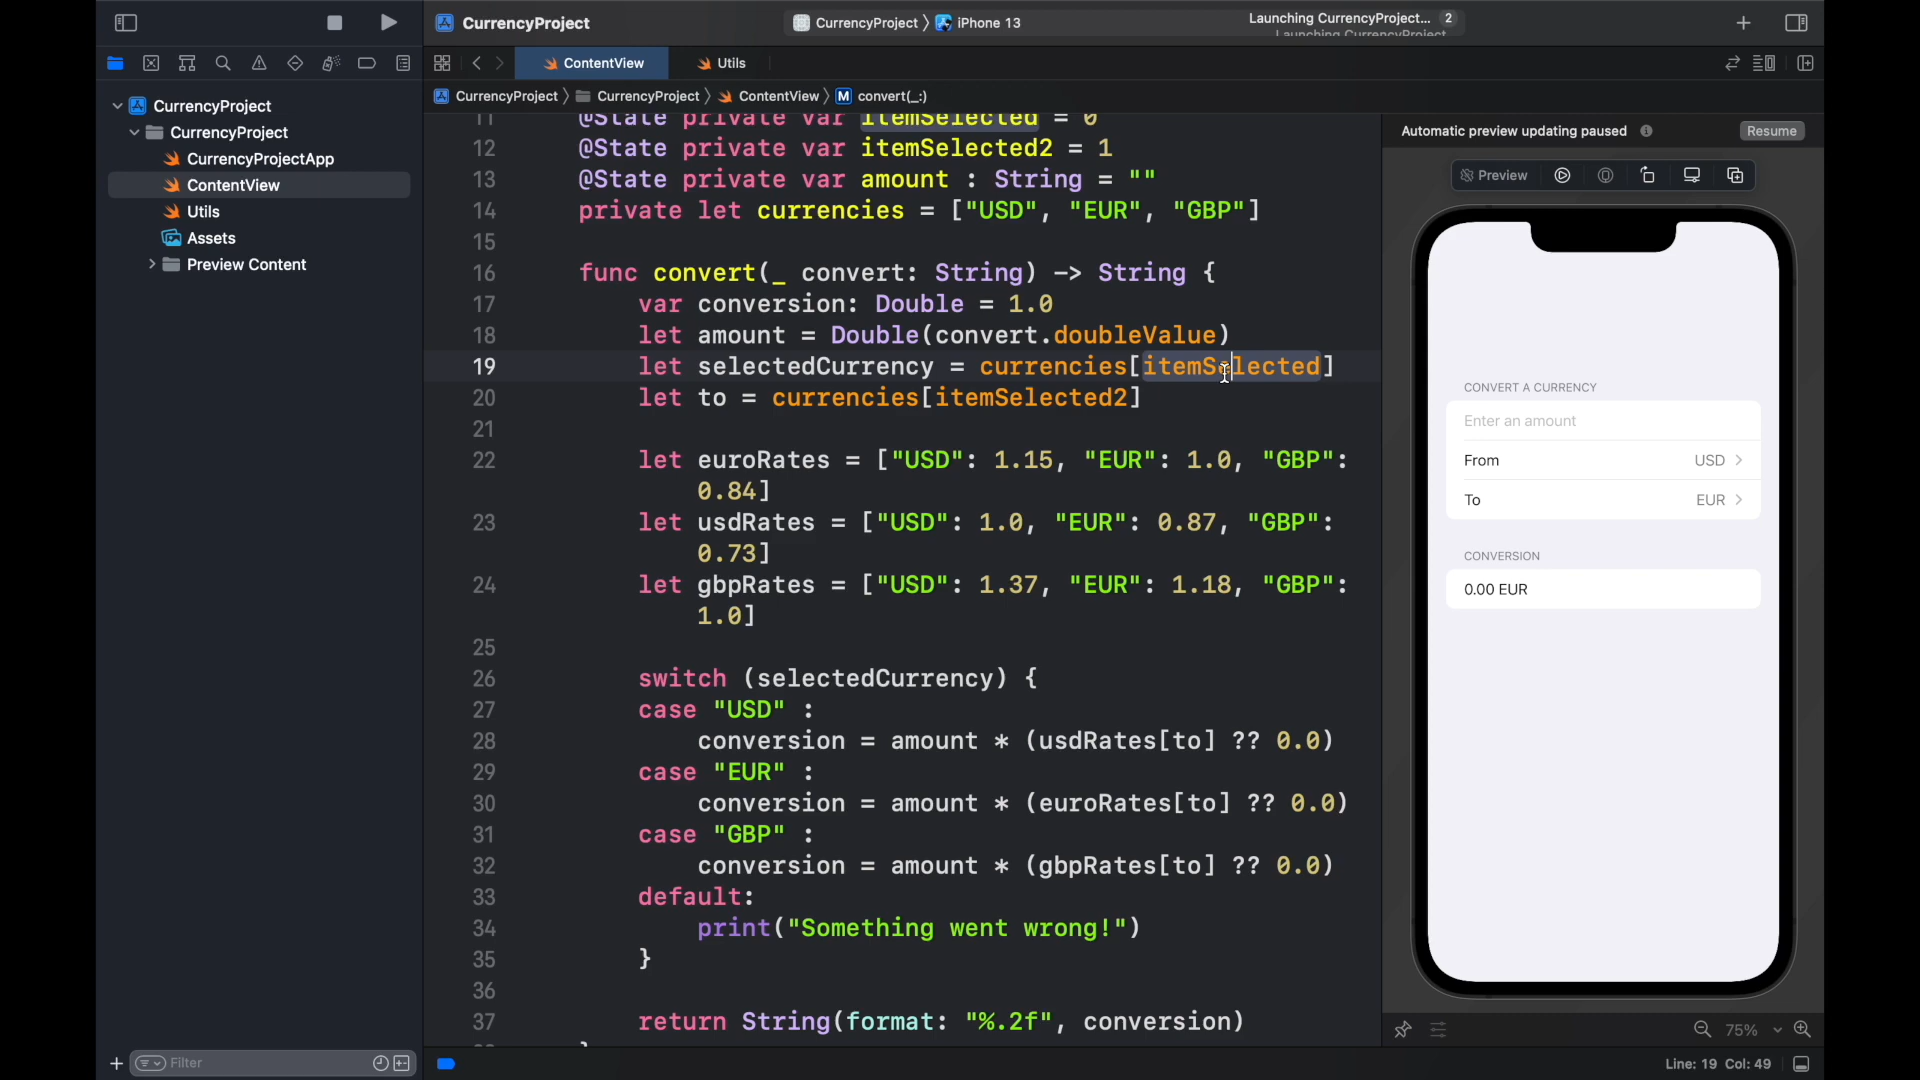 CurrencyProject
CurrencyProject
iPhone 13
Launching CurrencyProject...
2
Launching CurrencyProject
ContentView
Utils
CurrencyProject
CurrencyProject
ContentView
M convert(_:)
CurrencyProject
CurrencyProject
CurrencyProjectApp
ContentView
Utils
Assets
Preview Content
11 @State private var itemSelected = 0
12 @State private var itemSelected2 = 1
13 @State private var amount : String = ""
14 private let currencies = ["USD", "EUR", "GBP"]
15
16 func convert(_ convert: String) -> String {
17 var conversion: Double = 1.0
18 let amount = Double(convert.doubleValue)
19 let selectedCurrency = currencies[itemSelected]
20 let to = currencies[itemSelected2]
21
22 let euroRates = ["USD": 1.15, "EUR": 1.0, "GBP":
0.84]
23 let usdRates = ["USD": 1.0, "EUR": 0.87, "GBP":
0.73]
24 let gbpRates = ["USD": 1.37, "EUR": 1.18, "GBP":
1.0]
25
26 switch (selectedCurrency) {
27 case "USD" :
28 conversion = amount * (usdRates[to] ?? 0.0)
29 case "EUR" :
30 conversion = amount * (euroRates[to] ?? 0.0)
31 case "GBP" :
32 conversion = amount * (gbpRates[to] ?? 0.0)
33 default:
34 print("Something went wrong!")
35 }
36
37 return String(format: "%.2f", conversion)
Automatic preview updating paused
Resume
Preview
CONVERT A CURRENCY
Enter an amount
From USD
To EUR
CONVERSION
0.00 EUR
75%
Filter
Line: 19 Col: 49